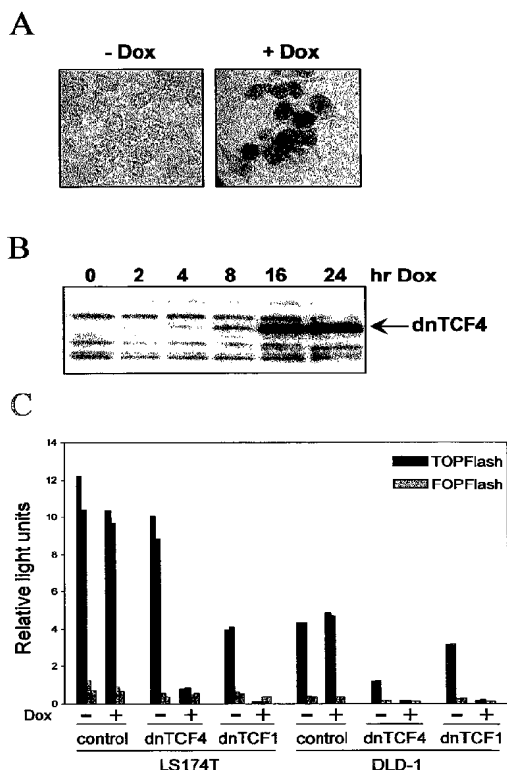 A
- Dox + Dox
B
0 2 4 8 16 24 hr Dox
dnTCF4
C
14
12
10
8
6
4
2
0
Relative light units
TOPFlash
FOPFlash
Dox - + - + - + - + - + - +
control dnTCF4 dnTCF1 control dnTCF4 dnTCF1
LS174T DLD-1